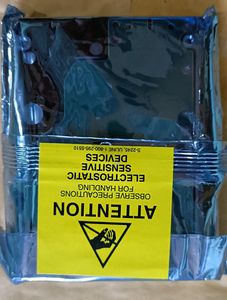 ATTENTION
OBSERVE PRECAUTIONS
FOR HANDLING
ELECTROSTATIC
SENSITIVE
DEVICES
S-2245, ULINE 1-800-295-5510